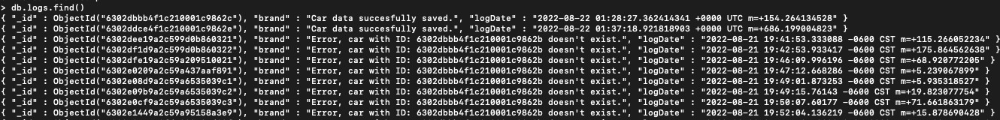 > db.logs.find()
{ "_id" : ObjectId("6302dbbb4f1c210001c9862c"), "brand" : "Car data succesfully saved.", "logDate" : "2022-08-22 01:28:27.362414341 +0000 UTC m=+154.264134528" }
{ "_id" : ObjectId("6302ddce4f1c210001c9862e"), "brand" : "Car data succesfully saved.", "logDate" : "2022-08-22 01:37:18.921818903 +0000 UTC m=+686.199004823" }
{ "_id" : ObjectId("6302dee19a2c599d0b860321"), "brand" : "Error, car with ID: 6302dbbb4f1c210001c9862b doesn't exist.", "logDate" : "2022-08-21 19:41:53.333088 -0600 CST m=+115.266052234" }
{ "_id" : ObjectId("6302df1d9a2c599d0b860322"), "brand" : "Error, car with ID: 6302dbbb4f1c210001c9862b doesn't exist.", "logDate" : "2022-08-21 19:42:53.933417 -0600 CST m=+175.864562638" }
{ "_id" : ObjectId("6302dfe19a2c59a209510021"), "brand" : "Error, car with ID: 6302dbbb4f1c210001c9862b doesn't exist.", "logDate" : "2022-08-21 19:46:09.996196 -0600 CST m=+68.920772205" }
{ "_id" : ObjectId("6302e0209a2c59a437aaf891"), "brand" : "Error, car with ID: 6302dbbb4f1c210001c9862b doesn't exist.", "logDate" : "2022-08-21 19:47:12.668286 -0600 CST m=+5.239067899" }
{ "_id" : ObjectId("6302e08d9a2c59a6535039c1"), "brand" : "Error, car with ID: 6302dbbb4f1c210001c9862b doesn't exist.", "logDate" : "2022-08-21 19:49:01.873253 -0600 CST m=+5.935318527" }
{ "_id" : ObjectId("6302e09b9a2c59a6535039c2"), "brand" : "Error, car with ID: 6302dbbb4f1c210001c9862b doesn't exist.", "logDate" : "2022-08-21 19:49:15.76143 -0600 CST m=+19.823077754" }
{ "_id" : ObjectId("6302e0cf9a2c59a6535039c3"), "brand" : "Error, car with ID: 6302dbbb4f1c210001c9862b doesn't exist.", "logDate" : "2022-08-21 19:50:07.60177 -0600 CST m=+71.661863179" }
{ "_id" : ObjectId("6302e1449a2c59a95158a3e9"), "brand" : "Error, car with ID: 6302dbbb4f1c210001c9862b doesn't exist.", "logDate" : "2022-08-21 19:52:04.136219 -0600 CST m=+15.878690428" }